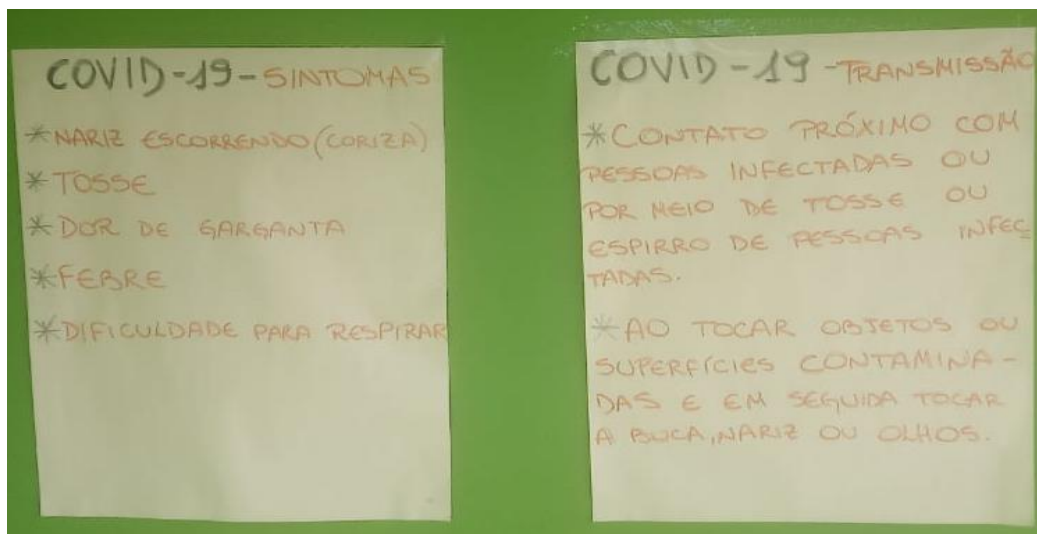 COVID-19-SINTOMAS
*NARIZ ESCORRENDO(CORIZA)
*TOSSE
*DOR DE GARGANTA
*FEBRE
*DIFICULDADE PARA RESPIRAR
COVID-19-TRANSMISSÃO
*CONTATO PRÓXIMO COM
PESSOAS INFECTADAS OU
POR MEIO DE TOSSE OU
ESPIRRO DE PESSOAS INFEC
TADAS.
*AO TOCAR OBJETOS OU
SUPERFÍCIES CONTAMINA-
DAS E EM SEGUIDA TOCAR
A BUCA,NARIZ OU OLHOS.